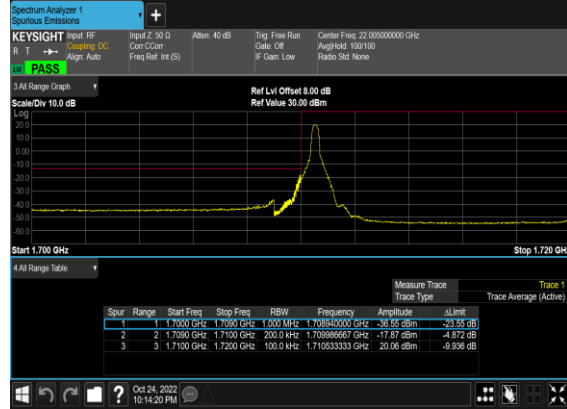 Spectrum Analyzer 1
Spurious Emissions
+
KEYSIGHT Input: RF Input Z: 50 Ω Atten: 40 dB Trig: Free Run Center Freq: 22.005000000 GHz
R T Coupling: DC Corr CCorr Gate: Off Avg|Hold: 100/100
Align: Auto Freq Ref: Int (S) IF Gain: Low Radio Std: None
PASS
3 All Range Graph
Ref Lvl Offset 8.00 dB
Scale/Div 10.0 dB Ref Value 30.00 dBm
Log
20.0
10.0
0.00
-10.0
-20.0
-30.0
-40.0
-50.0
-60.0
Start 1.700 GHz Stop 1.720 GH
4 All Range Table
Measure Trace Trace 1
Trace Type Trace Average (Active)
Spur Range Start Freq Stop Freq RBW Frequency Amplitude ΔLimit
1 1 1.7000 GHz 1.7090 GHz 1.000 MHz 1.708940000 GHz -36.55 dBm -23.55 dB
2 2 1.7090 GHz 1.7100 GHz 200.0 kHz 1.709986667 GHz -17.87 dBm -4.872 dB
3 3 1.7100 GHz 1.7200 GHz 100.0 kHz 1.710533333 GHz 20.06 dBm -9.936 dB
? Oct 24, 2022
10:14:20 PM